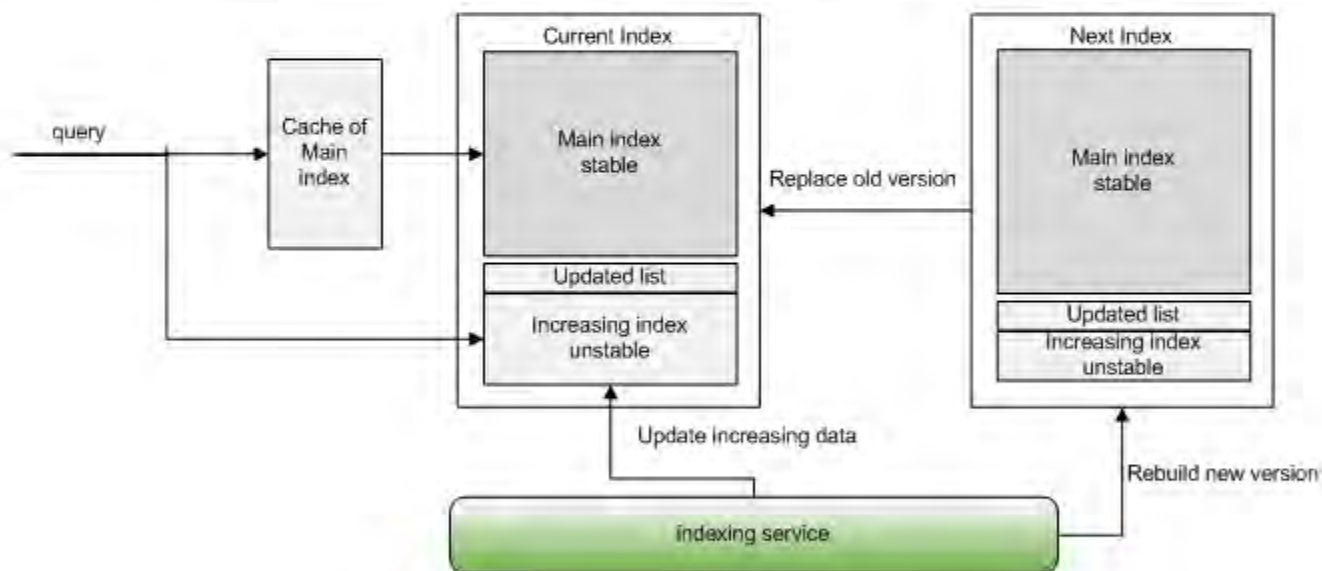 query
Cache of
Main
index
Current Index
Main index
stable
Updated list
Increasing index
unstable
Replace old version
Next Index
Main index
stable
Updated list
Increasing index
unstable
Update increasing data
Rebuild new version
indexing service